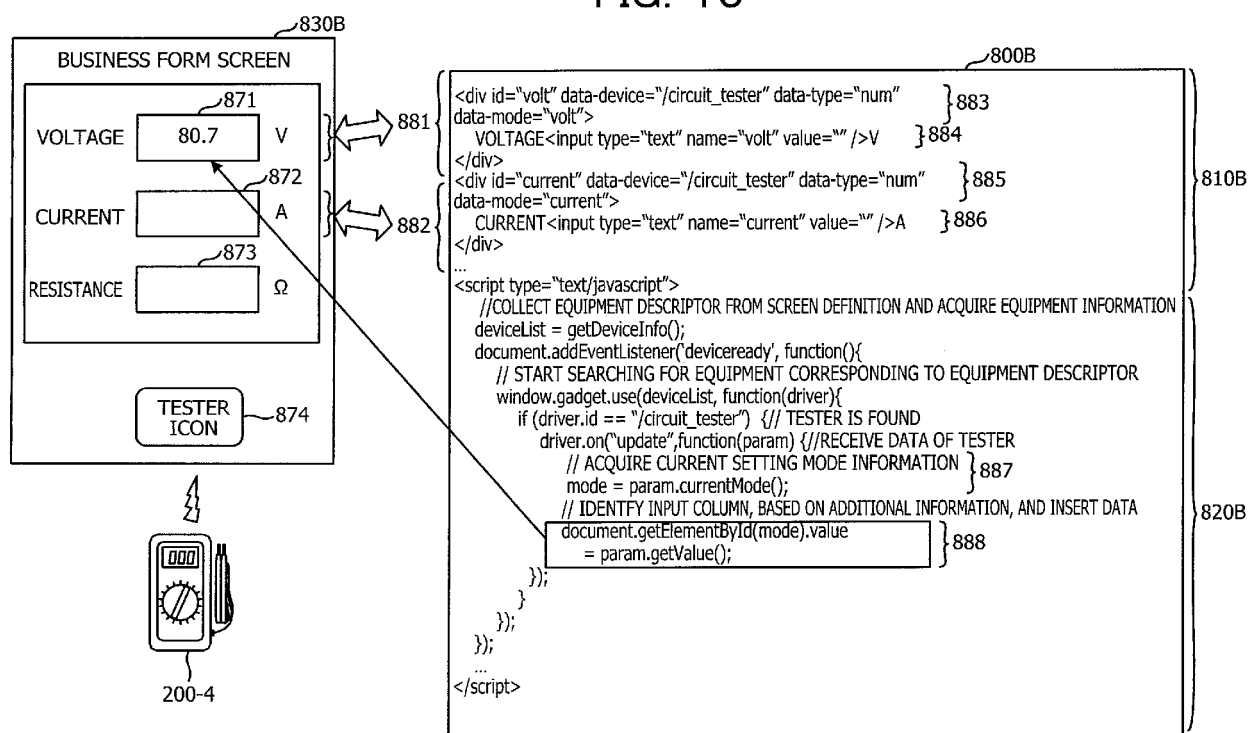 FIG. 10
830B
BUSINESS FORM SCREEN
871
VOLTAGE 80.7 V
872
CURRENT A
873
RESISTANCE Ω
TESTER
ICON
874
000
200-4
881
882
800B
<div id="volt" data-device="/circuit_tester" data-type="num"
data-mode="volt">
883
VOLTAGE<input type="text" name="volt" value="" />V
884
</div>
<div id="current" data-device="/circuit_tester" data-type="num"
data-mode="current">
885
CURRENT<input type="text" name="current value="" />A
886
</div>
...
810B
<script type="text/javascript">
//COLLECT EQUIPMENT DESCRIPTOR FROM SCREEN DEFINITION AND ACQUIRE EQUIPMENT INFORMATION
deviceList = getDeviceInfo();
document.addEventListener('deviceready', function(){
// START SEARCHING FOR EQUIPMENT CORRESPONDING TO EQUIPMENT DESCRIPTOR
window.gadget.use(deviceList, function(driver){
if (driver.id == "/circuit_tester") {// TESTER IS FOUND
driver.on("update",function(param) {//RECEIVE DATA OF TESTER
// ACQUIRE CURRENT SETTING MODE INFORMATION
mode = param.currentMode();
887
// IDENTFY INPUT COLUMN, BASED ON ADDITIONAL INFORMATION, AND INSERT DATA
document.getElementById(mode).value
= param.getValue();
888
});
}
});
});
...
</script>
820B